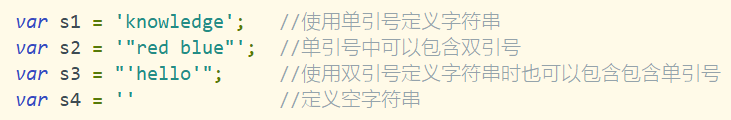 var s1 = 'knowledge';   //使用单引号定义字符串
var s2 = '"red blue"';  //单引号中可以包含双引号
var s3 = "'hello'";     //使用双引号定义字符串时也可以包含包含单引号
var s4 = ''             //定义空字符串